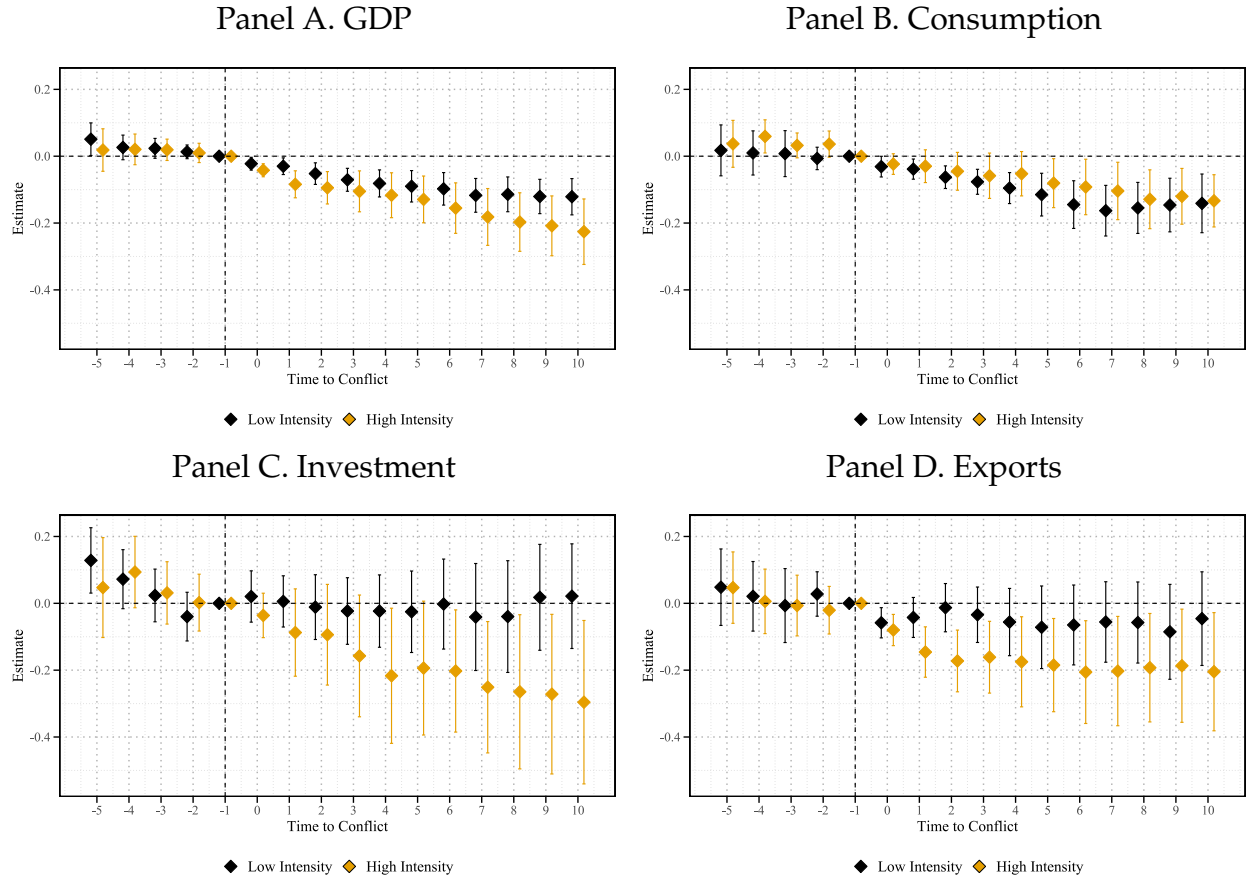 Panel A. GDP
Panel B. Consumption
0.2
0.0
-0.2
-0.4
Estimate
-5 -4 -3 -2 -1 0 1 2 3 4 5 6 7 8 9 10
Time to Conflict
Low Intensity High Intensity
0.2
0.0
-0.2
-0.4
Estimate
-5 -4 -3 -2 -1 0 1 2 3 4 5 6 7 8 9 10
Time to Conflict
Low Intensity High Intensity
Panel C. Investment
Panel D. Exports
0.2
0.0
-0.2
-0.4
Estimate
-5 -4 -3 -2 -1 0 1 2 3 4 5 6 7 8 9 10
Time to Conflict
Low Intensity High Intensity
0.2
0.0
-0.2
-0.4
Estimate
-5 -4 -3 -2 -1 0 1 2 3 4 5 6 7 8 9 10
Time to Conflict
Low Intensity High Intensity